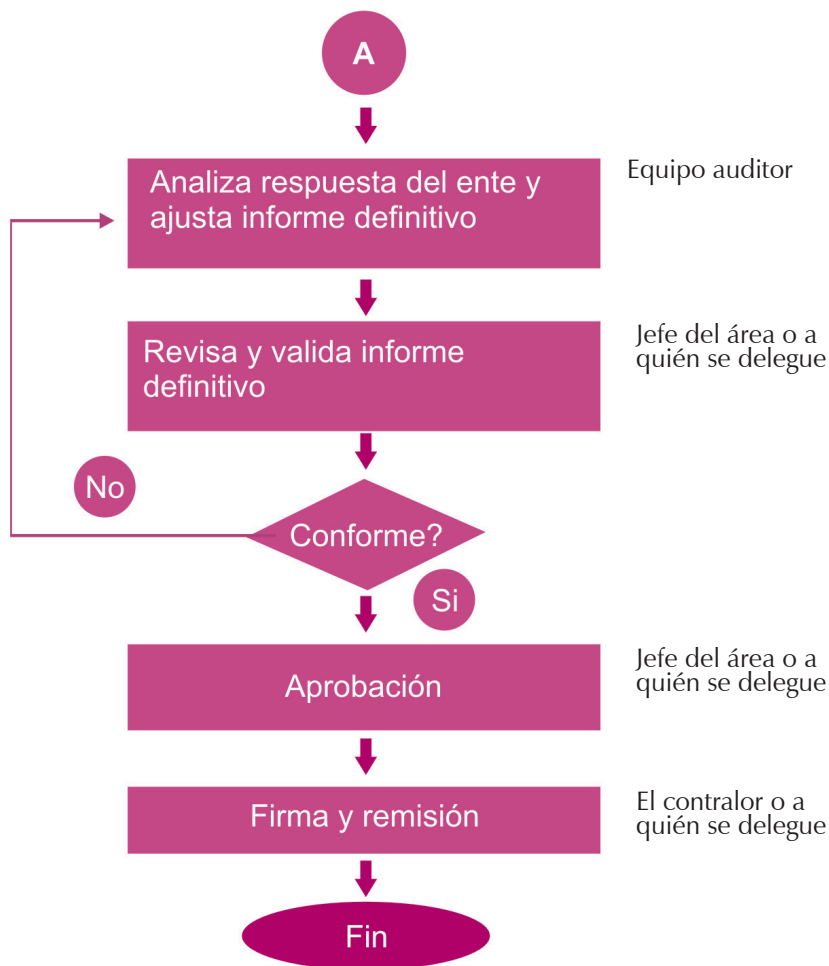 A
Analiza respuesta del ente y
ajusta informe definitivo
Equipo auditor
Revisa y valida informe
definitivo
Jefe del área o a
quién se delegue
No
Conforme?
Si
Aprobación
Jefe del área o a
quién se delegue
Firma y remisión
El contralor o a
quién se delegue
Fin